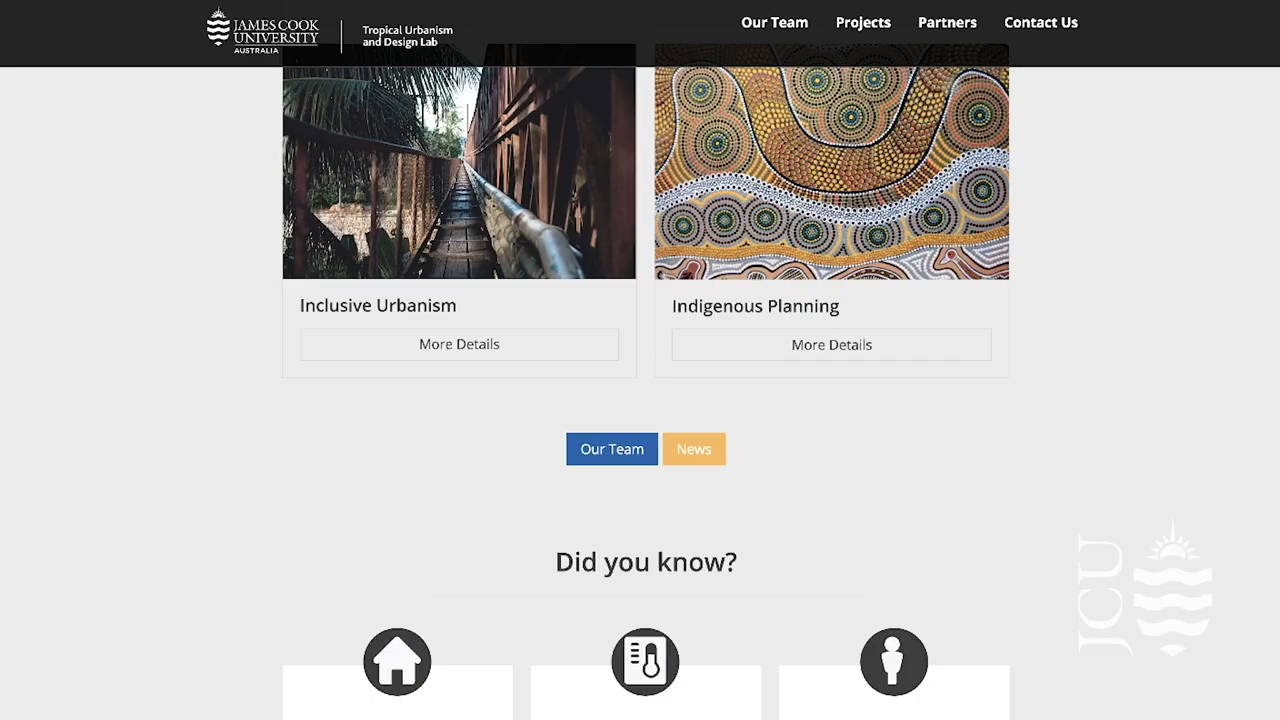 JAMES COOK
UNIVERSITY
AUSTRALIA
Tropical Urbanism
and Design Lab
Our Team
Projects
Partners
Contact Us
Inclusive Urbanism
Indigenous Planning
More Details
More Details
Our Team
News
Did you know?
JCU